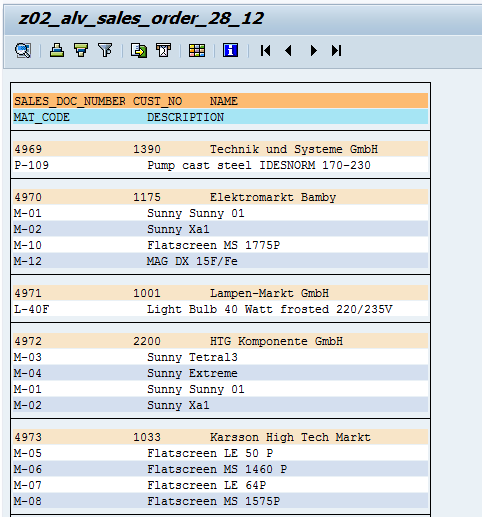 z02_alv_sales_order_28_12
SALES_DOC_NUMBER CUST_NO NAME
MAT_CODE DESCRIPTION
4969 1390 Technik und Systeme GmbH
P-109 Pump cast steel IDESNORM 170-230
4970 1175 Elektromarkt Bamby
M-01 Sunny Sunny 01
M-02 Sunny Xa1
M-10 Flatscreen MS 1775P
M-12 MAG DX 15F/Fe
4971 1001 Lampen-Markt GmbH
L-40F Light Bulb 40 Watt frosted 220/235V
4972 2200 HTG Komponente GmbH
M-03 Sunny Tetral3
M-04 Sunny Extreme
M-01 Sunny Sunny 01
M-02 Sunny Xa1
4973 1033 Karsson High Tech Markt
M-05 Flatscreen LE 50 P
M-06 Flatscreen MS 1460 P
M-07 Flatscreen LE 64P
M-08 Flatscreen MS 1575P